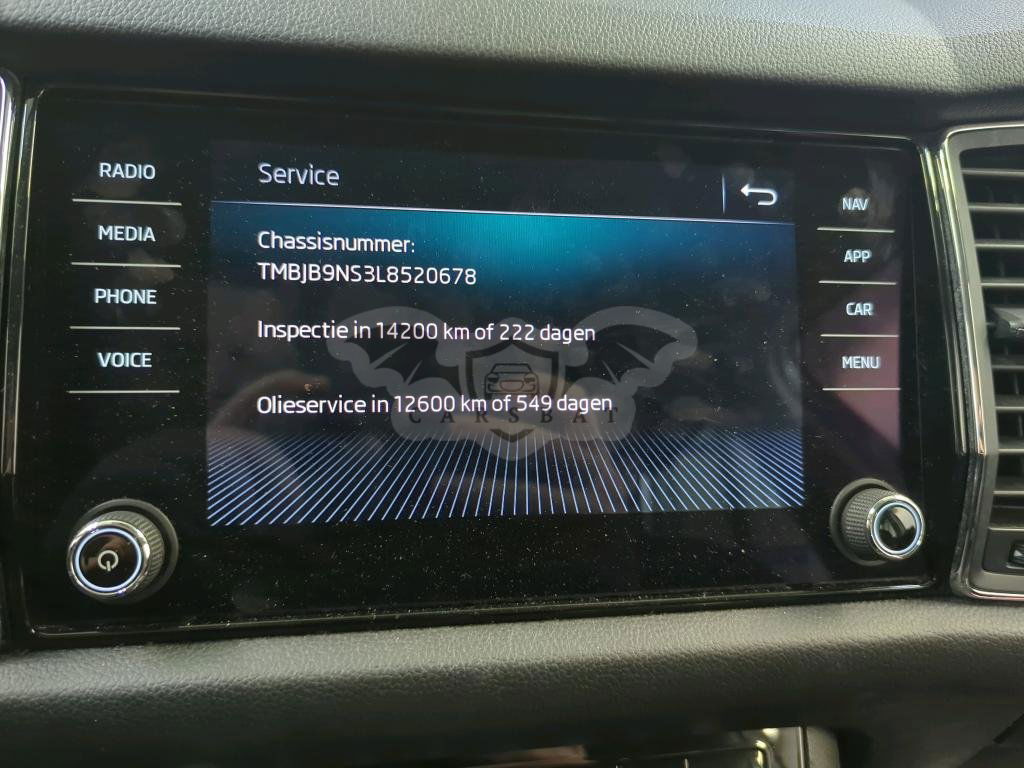 RADIO
MEDIA
PHONE
VOICE
Service
Chassisnummer:
TMBJB9NS3L8520678
Inspectie in 14200 km of 222 dagen
Olieservice in 12600 km of 549 dagen
CARSBAT
NAV
APP
CAR
MENU